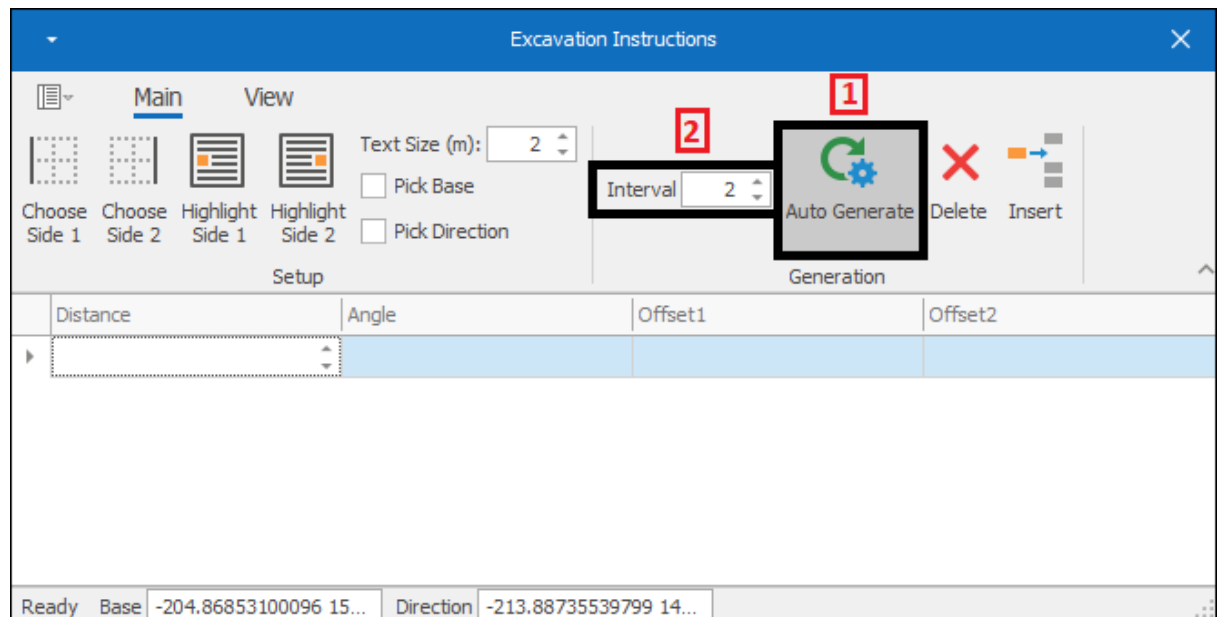 Excavation Instructions
Main View
1
2
Text Size (m): 2
Pick Base
Interval 2
Choose Side 1
Choose Side 2
Highlight Side 1
Highlight Side 2
Pick Direction
Auto Generate
Delete
Insert
Setup
Generation
Distance Angle Offset1 Offset2
Ready Base -204.86853100096 15... Direction -213.88735539799 14...